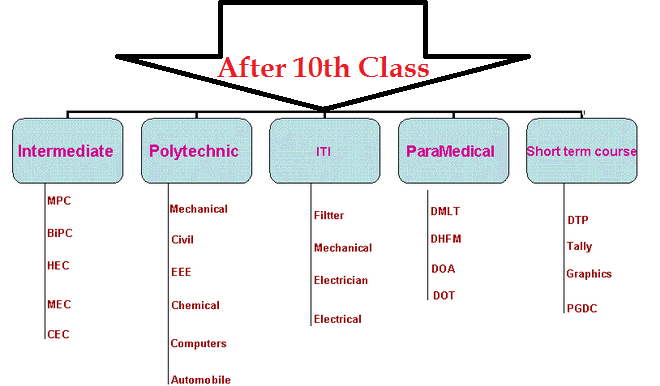 After 10th Class
Intermediate
MPC
BiPC
HEC
MEC
CEC
Polytechnic
Mechanical
Civil
EEE
Chemical
Computers
Automobile
ITI
Filtter
Mechanical
Electrician
Electrical
ParaMedical
DMLT
DHFM
DOA
DOT
Short term course
DTP
Tally
Graphics
PGDC